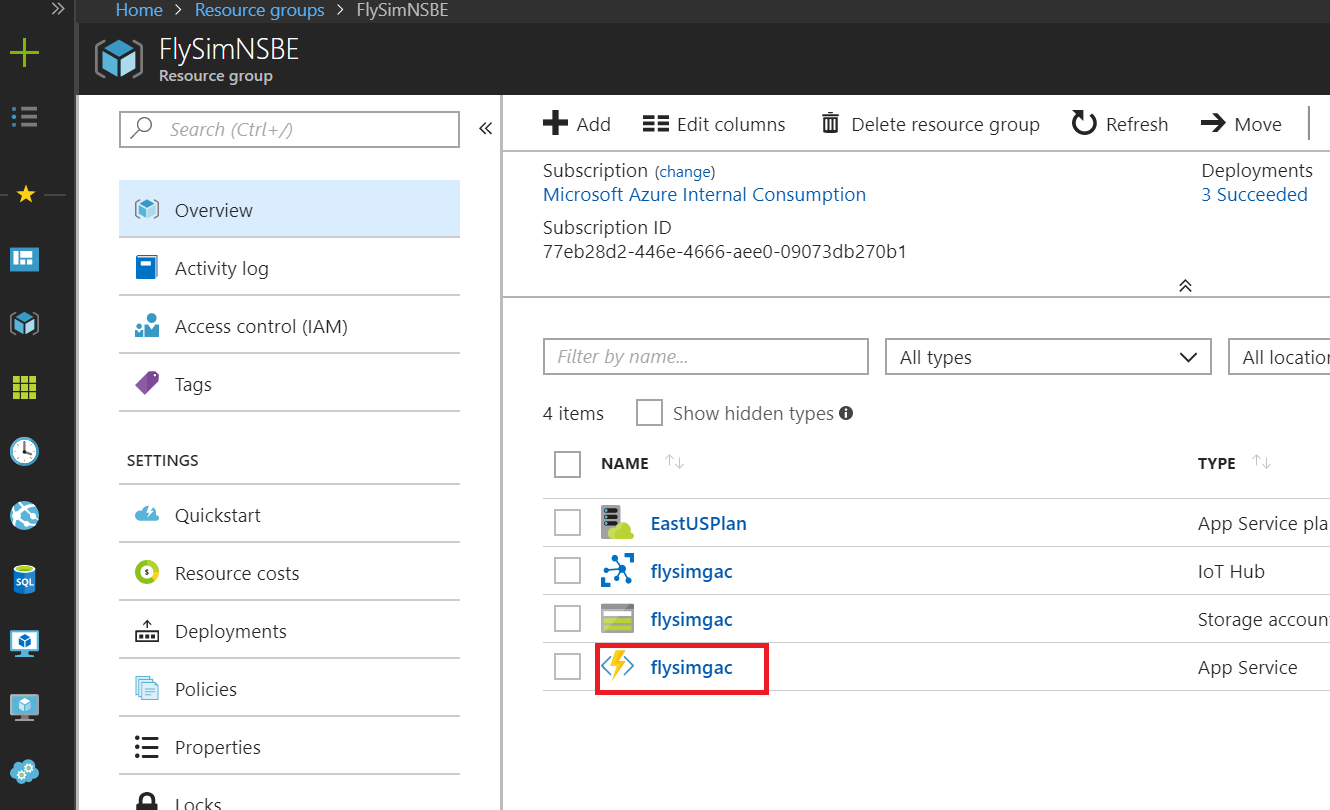 Home > Resource groups > FlySimNSBE
FlySimNSBE
Resource group
Search (Ctrl+/)
Overview
Activity log
Access control (IAM)
Tags
SETTINGS
Quickstart
Resource costs
Deployments
Policies
Properties
Locks
SQL
Add
Edit columns
Delete resource group
Refresh
Move
Subscription (change)
Microsoft Azure Internal Consumption
Subscription ID
77eb28d2-446e-4666-aee0-09073db270b1
Deployments
3 Succeeded
Filter by name...
All types
All location
4 items
Show hidden types
NAME TYPE
EastUSPlan App Service pla
flysimgac IoT Hub
flysimgac Storage accoun
flysimgac App Service